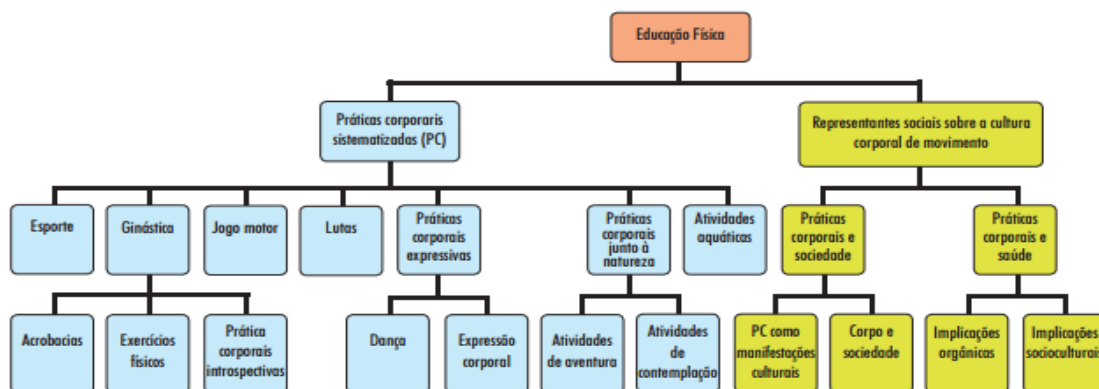 Educação Física
Práticas corporaris
sistematizadas (PC)
Representantes sociais sobre a cultura
corporal de movimento
Esporte
Ginástica
Jogo motor
Lutas
Práticas
corporais
expressivas
Práticas
corporais
junto à
natureza
Atividades
aquáticas
Práticas
corporais e
sociedade
Práticas
corporais e
saúde
Acrobacias
Exercícios
físicos
Prática
corporais
introspectivas
Dança
Expressão
corporal
Atividades
de aventura
Atividades
de
contemplação
PC como
manifestações
culturais
Corpo e
sociedade
Implicações
orgânicas
Implicações
socioculturais